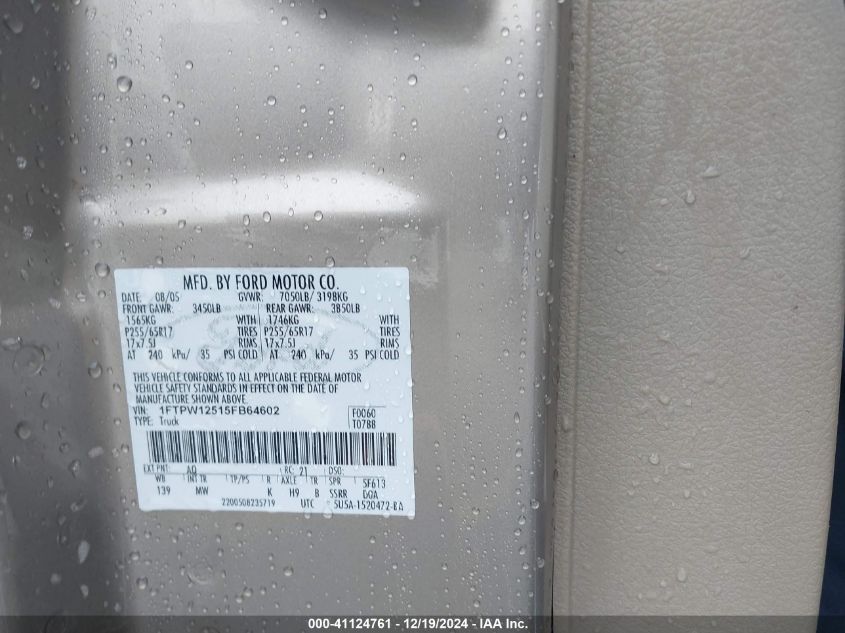 MFD. BY FORD MOTOR CO.
DATE: 08/05 GVWR: 7050LB/ 3198KG
FRONT GAWR: 3450LB REAR GAWR: 3850LB
1565KG WITH 1746KG WITH
P255/65R17 TIRES P255/65R17 TIRES
17x7.5J RIMS 17x7.5J RIMS
AT 240 kPa/ 35 PSI COLD AT 240 kPa/ 35 PSI COLD
THIS VEHICLE CONFORMS TO ALL APPLICABLE FEDERAL MOTOR
VEHICLE SAFETY STANDARDS IN EFFECT ON THE DATE OF
MANUFACTURE SHOWN ABOVE.
VIN: 1FTPW12515FB64602 F0060
TYPE: Truck T07BB
EXT PNT: AQ RC: 21 DSO:
WB INT TR TP/PS R AXLE TR SPR 5F613
139 MW K H9 B SSRR DOA
2200508235719 UTC 5U5A-1520472-BA
000-41124761 - 12/19/2024 - IAA Inc.